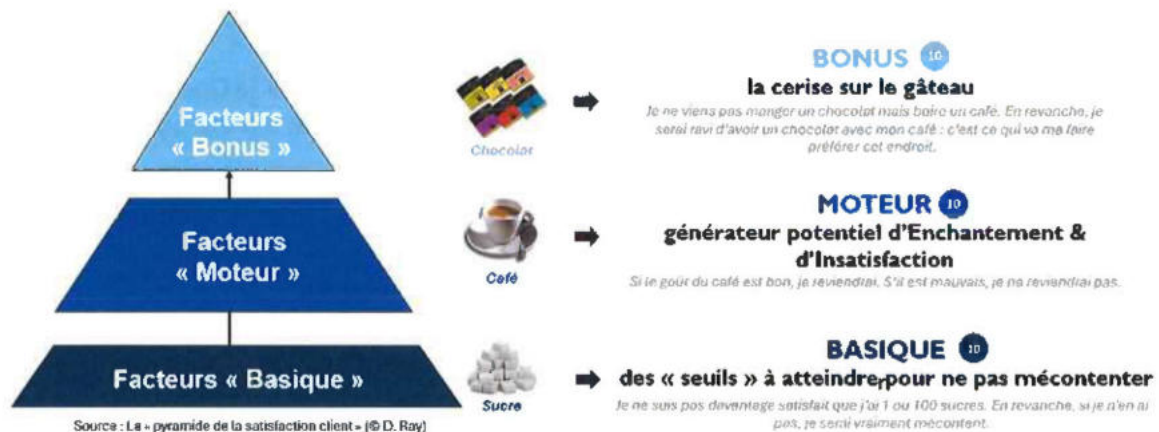 Facteurs
« Bonus »
Chocolat
BONUS 10
la cerise sur le gâteau
Je ne viens pas manger un chocolat mais boire un café. En revanche, je
serai ravi d'avoir un chocolat avec mon café : c'est ce qui va me faire
préférer cet endroit.
Facteurs
« Moteur »
Café
MOTEUR 10
générateur potentiel d'Enchantement &
d'Insatisfaction
Si le goût du café est bon, je reviendrai. S'il est mauvais, je ne reviendrai pas.
Facteurs « Basique »
Sucre
BASIQUE 10
des « seuils » à atteindre pour ne pas mécontenter
Je ne suis pas davantage satisfait que j'ai 1 ou 100 sucres. En revanche, si je n'en ai
pas, je serai vraiment mécontent.
Source : La « pyramide de la satisfaction client » (© D. Ray)